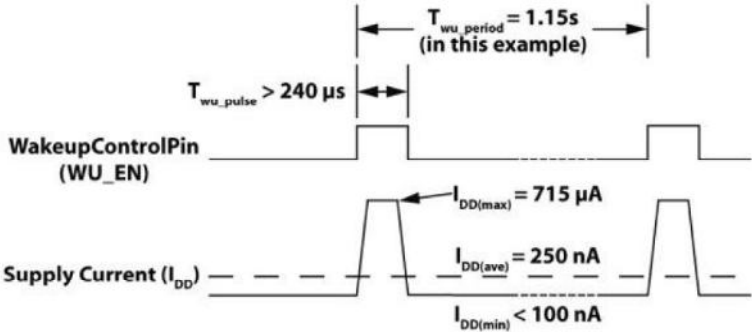 T_wu_period = 1.15s
(in this example)
T_wu_pulse > 240 µs
WakeupControlPin
(WU_EN)
I_DD(max) = 715 µA
I_DD(ave) = 250 nA
Supply Current (I_DD)
I_DD(min) < 100 nA